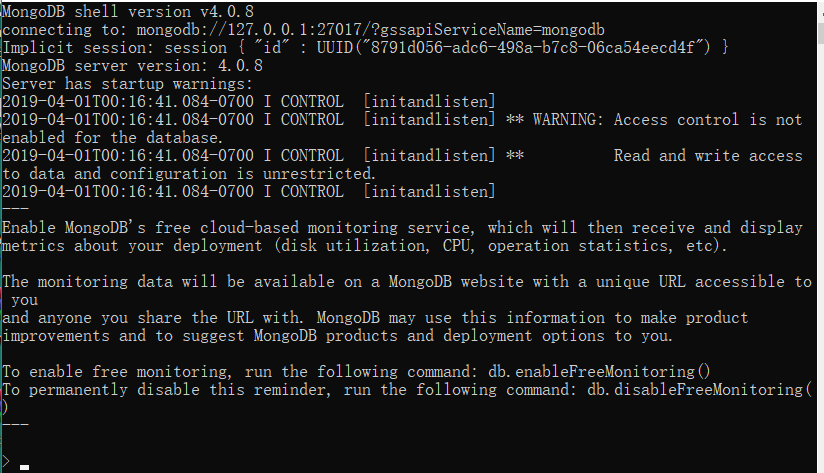 MongoDB shell version v4.0.8
connecting to: mongodb://127.0.0.1:27017/?gssapiServiceName=mongodb
Implicit session: session { "id" : UUID("8791d056-adc6-498a-b7c8-06ca54eecd4f") }
MongoDB server version: 4.0.8
Server has startup warnings:
2019-04-01T00:16:41.084-0700 I CONTROL  [initandlisten]
2019-04-01T00:16:41.084-0700 I CONTROL  [initandlisten] ** WARNING: Access control is not
enabled for the database.
2019-04-01T00:16:41.084-0700 I CONTROL  [initandlisten] **          Read and write access
to data and configuration is unrestricted.
2019-04-01T00:16:41.084-0700 I CONTROL  [initandlisten]
---
Enable MongoDB's free cloud-based monitoring service, which will then receive and display
metrics about your deployment (disk utilization, CPU, operation statistics, etc).
The monitoring data will be available on a MongoDB website with a unique URL accessible to
you
and anyone you share the URL with. MongoDB may use this information to make product
improvements and to suggest MongoDB products and deployment options to you.
To enable free monitoring, run the following command: db.enableFreeMonitoring()
To permanently disable this reminder, run the following command: db.disableFreeMonitoring(
)
---
>